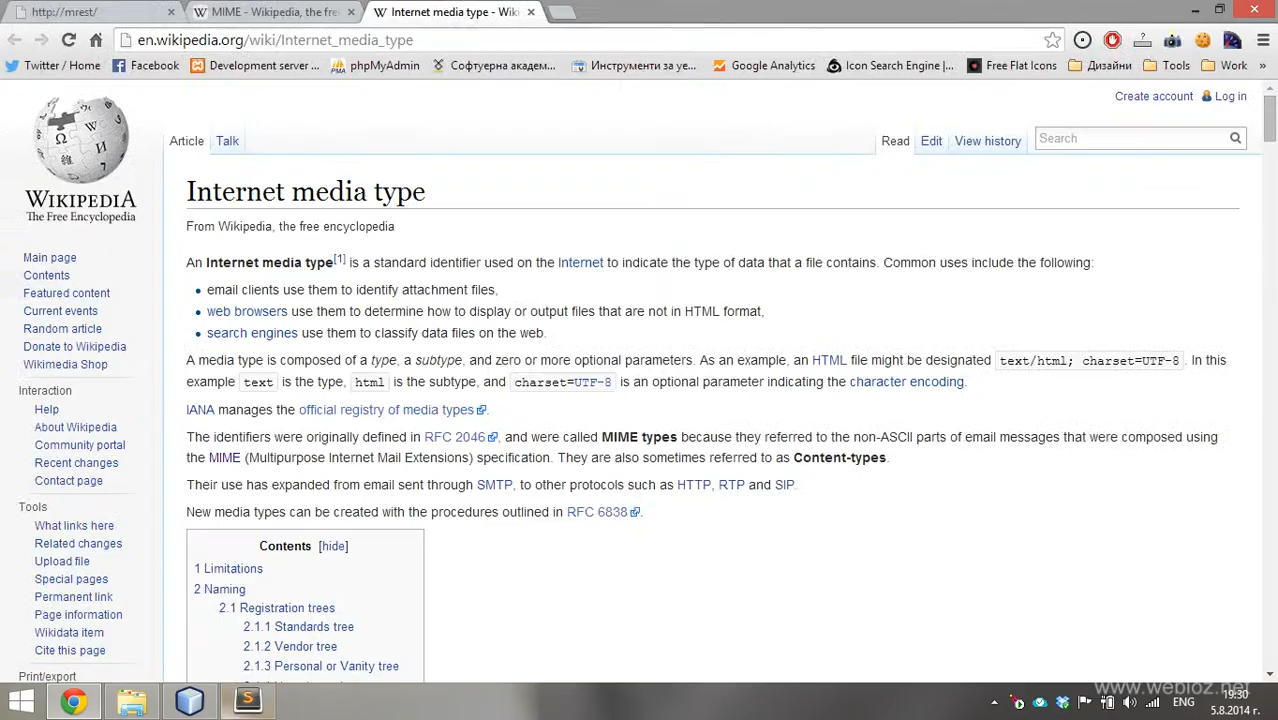 http://mrest/
MIME - Wikipedia, the fre
Internet media type - Wiki
en.wikipedia.org/wiki/Internet_media_type
Twitter / Home
Facebook
Development server ...
phpMyAdmin
Софтуерна академ...
Инструменти за уе...
Google Analytics
Icon Search Engine |...
Free Flat Icons
Дизайни
Tools
Work
»
Create account
Log in
Article
Talk
Read
Edit
View history
Search
WIKIPEDIA
The Free Encyclopedia
Main page
Contents
Featured content
Current events
Random article
Donate to Wikipedia
Wikimedia Shop
Interaction
Help
About Wikipedia
Community portal
Recent changes
Contact page
Tools
What links here
Related changes
Upload file
Special pages
Permanent link
Page information
Wikidata item
Cite this page
Print/export
Internet media type
From Wikipedia, the free encyclopedia
An Internet media type[1] is a standard identifier used on the Internet to indicate the type of data that a file contains. Common uses include the following:
• email clients use them to identify attachment files,
• web browsers use them to determine how to display or output files that are not in HTML format,
• search engines use them to classify data files on the web.
A media type is composed of a type, a subtype, and zero or more optional parameters. As an example, an HTML file might be designated text/html; charset=UTF-8. In this
example text is the type, html is the subtype, and charset=UTF-8 is an optional parameter indicating the character encoding.
IANA manages the official registry of media types.
The identifiers were originally defined in RFC 2046, and were called MIME types because they referred to the non-ASCII parts of email messages that were composed using
the MIME (Multipurpose Internet Mail Extensions) specification. They are also sometimes referred to as Content-types.
Their use has expanded from email sent through SMTP, to other protocols such as HTTP, RTP and SIP.
New media types can be created with the procedures outlined in RFC 6838.
Contents [hide]
1 Limitations
2 Naming
2.1 Registration trees
2.1.1 Standards tree
2.1.2 Vendor tree
2.1.3 Personal or Vanity tree
www.webloz.net
ENG
19:30
5.8.2014 г.